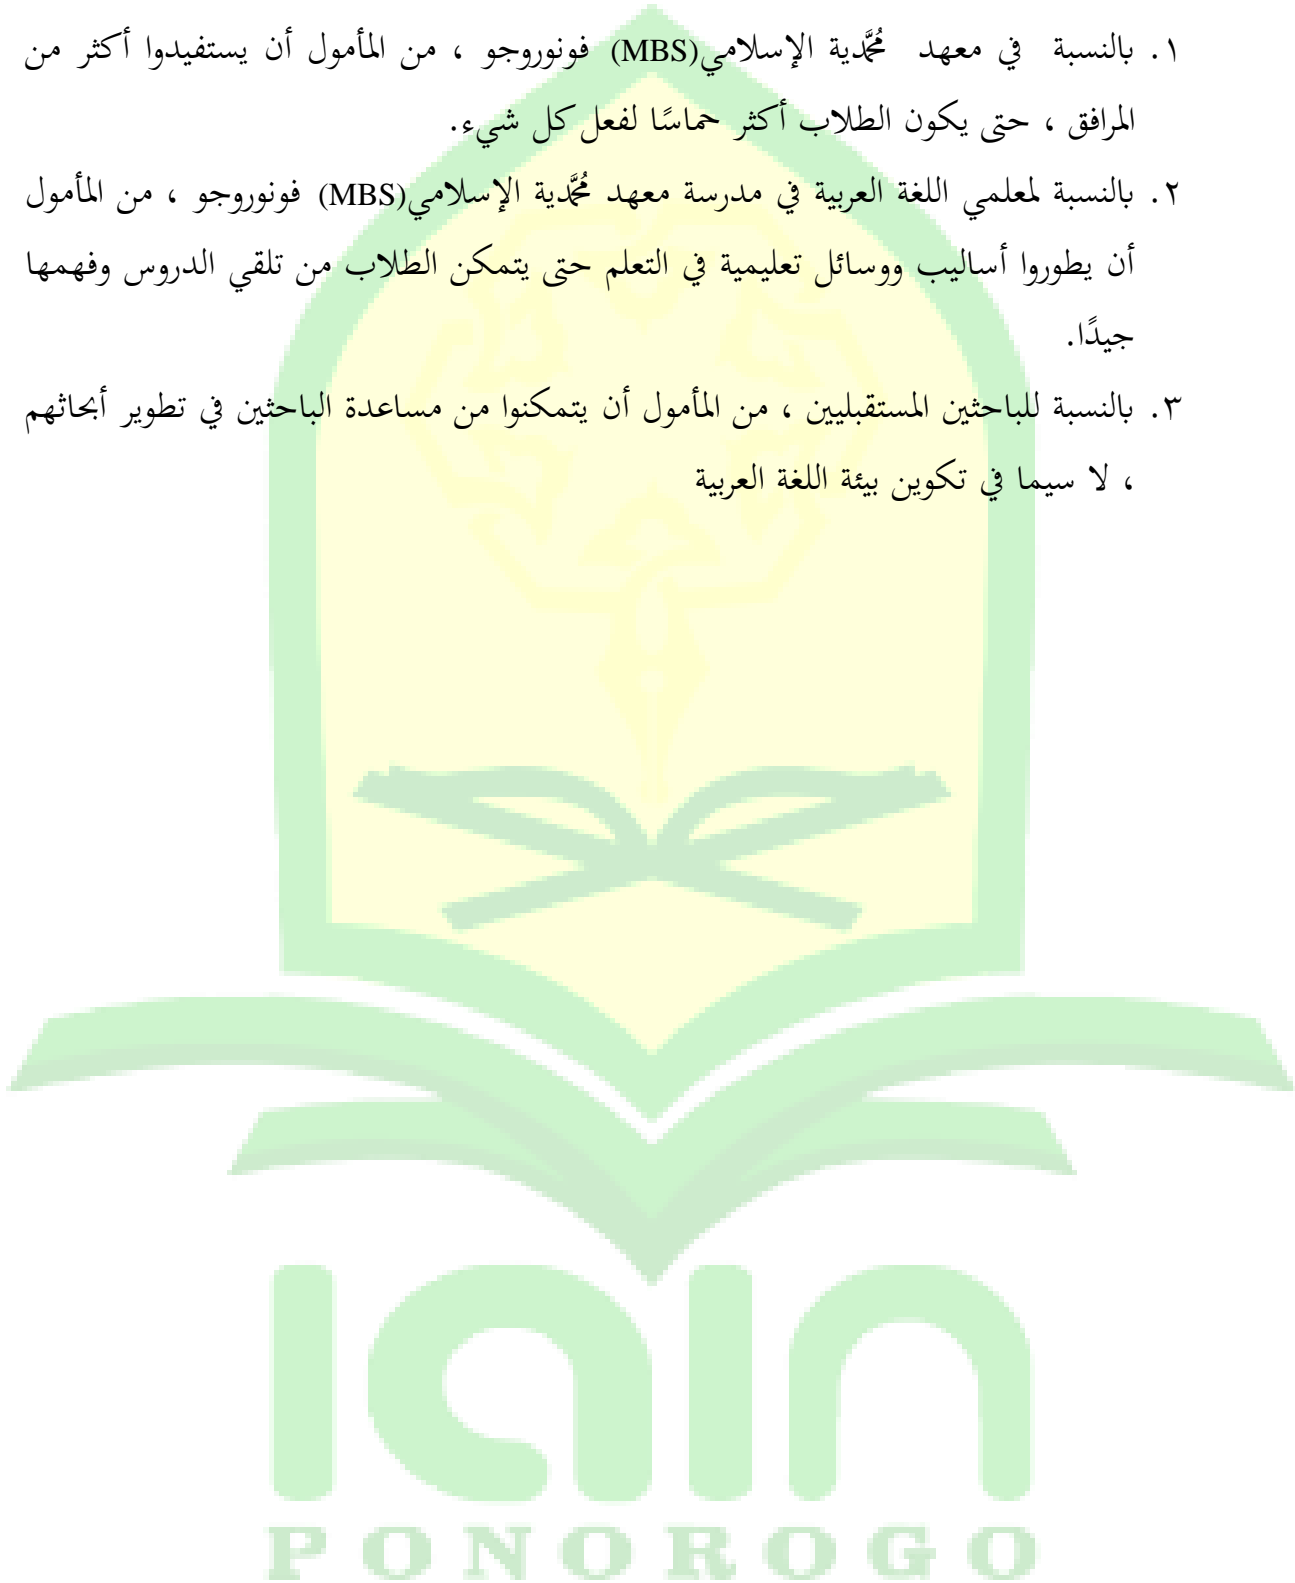 ١. بالنسبة في معهد مُحَّمدية الإسلامي(MBS) فونوروجو ، من المأمول أن يستفيدوا أكثر من
المرافق ، حتى يكون الطلاب أكثر حماسًا لفعل كل شيء.
٢. بالنسبة لمعلمي اللغة العربية في مدرسة معهد مُحَّمدية الإسلامي(MBS) فونوروجو ، من المأمول
أن يطوروا أساليب ووسائل تعليمية في التعلم حتى يتمكن الطلاب من تلقي الدروس وفهمها
جيدًا.
٣. بالنسبة للباحثين المستقبليين ، من المأمول أن يتمكنوا من مساعدة الباحثين في تطوير أبحاثهم
، لا سيما في تكوين بيئة اللغة العربية
iain
PONOROGO